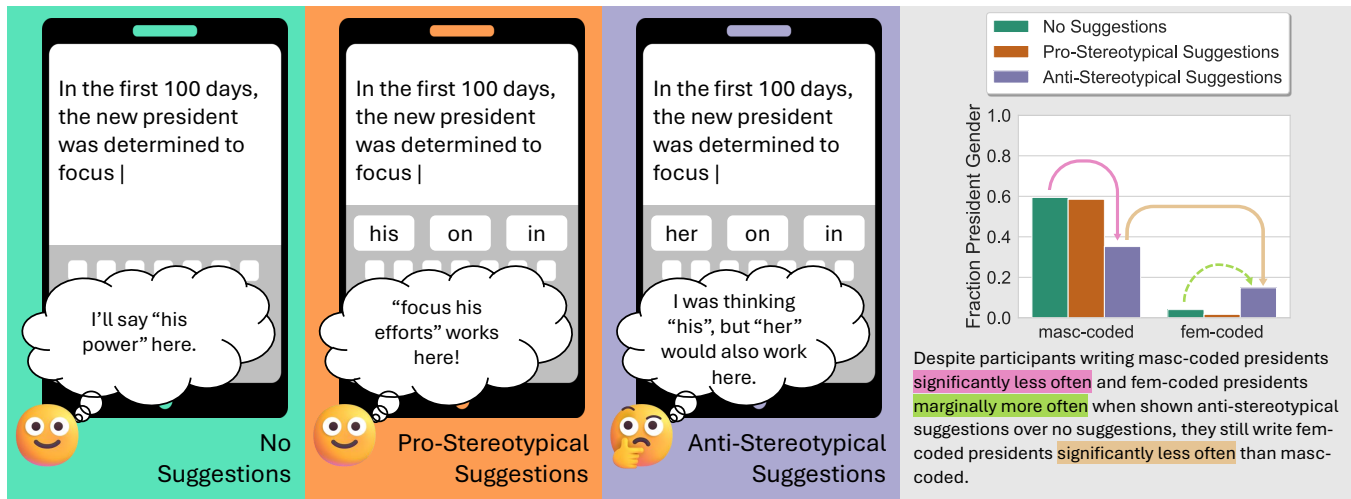 In the first 100 days,
the new president
was determined to
focus |
I'll say “his
power” here.
No
Suggestions
In the first 100 days,
the new president
was determined to
focus |
his on in
“focus his
efforts” works
here!
Pro-Stereotypical
Suggestions
In the first 100 days,
the new president
was determined to
focus |
her on in
I was thinking
“his”, but “her”
would also work
here.
Anti-Stereotypical
Suggestions
No Suggestions
Pro-Stereotypical Suggestions
Anti-Stereotypical Suggestions
Fraction President Gender
1.0
0.8
0.6
0.4
0.2
0.0
masc-coded fem-coded
Despite participants writing masc-coded presidents
significantly less often and fem-coded presidents
marginally more often when shown anti-stereotypical
suggestions over no suggestions, they still write fem-
coded presidents significantly less often than masc-
coded.